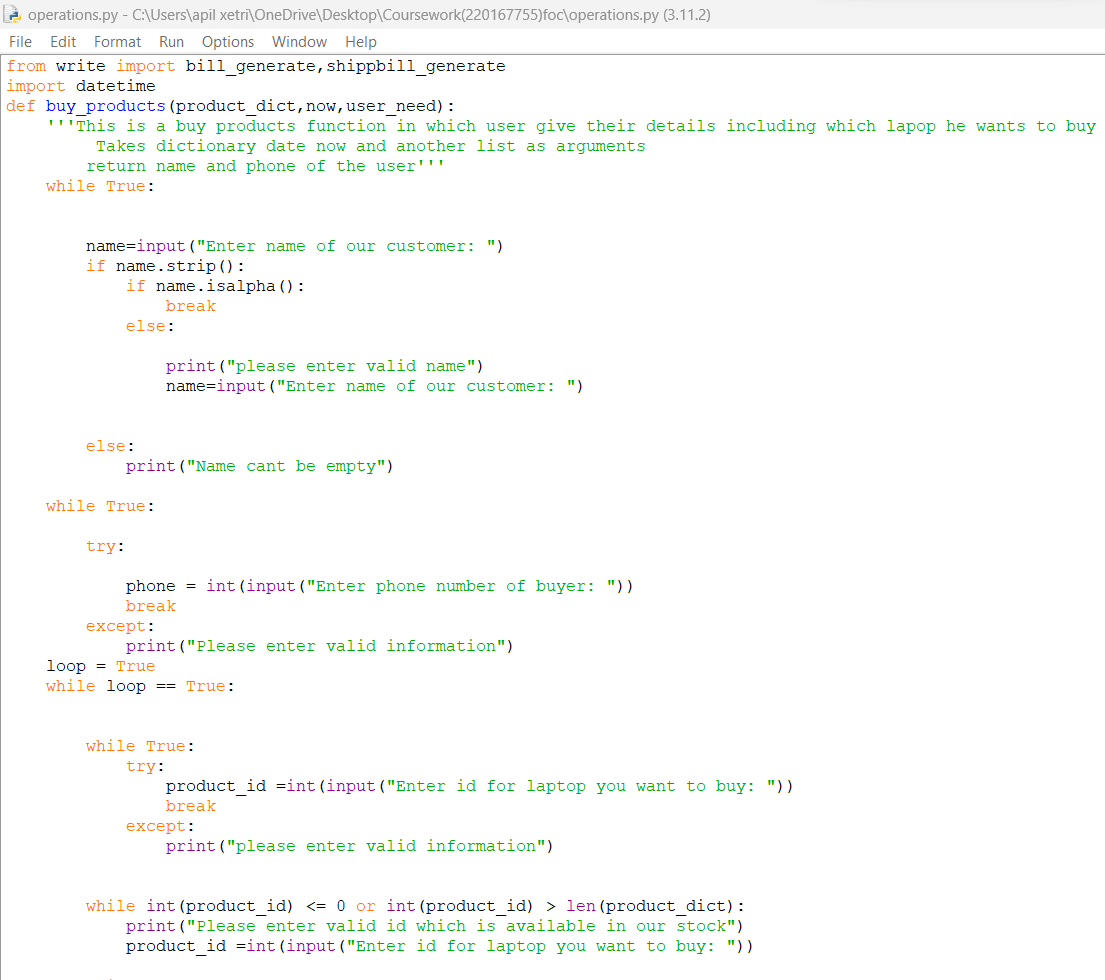 operations.py - C:\Users\apil xetri\OneDrive\Desktop\Coursework(220167755)foc\operations.py (3.11.2)
File Edit Format Run Options Window Help
from write import bill_generate,shippbill_generate
import datetime
def buy_products(product_dict,now,user_need):
    '''This is a buy products function in which user give their details including which lapop he wants to buy
         Takes dictionary date now and another list as arguments
        return name and phone of the user'''
    while True:
        name=input("Enter name of our customer: ")
        if name.strip():
            if name.isalpha():
                break
            else:
                print("please enter valid name")
                name=input("Enter name of our customer: ")
        else:
            print("Name cant be empty")
    while True:
        try:
            phone = int(input("Enter phone number of buyer: "))
            break
        except:
            print("Please enter valid information")
    loop = True
    while loop == True:
        while True:
            try:
                product_id =int(input("Enter id for laptop you want to buy: "))
                break
            except:
                print("please enter valid information")
        while int(product_id) <= 0 or int(product_id) > len(product_dict):
            print("Please enter valid id which is available in our stock")
            product_id =int(input("Enter id for laptop you want to buy: "))